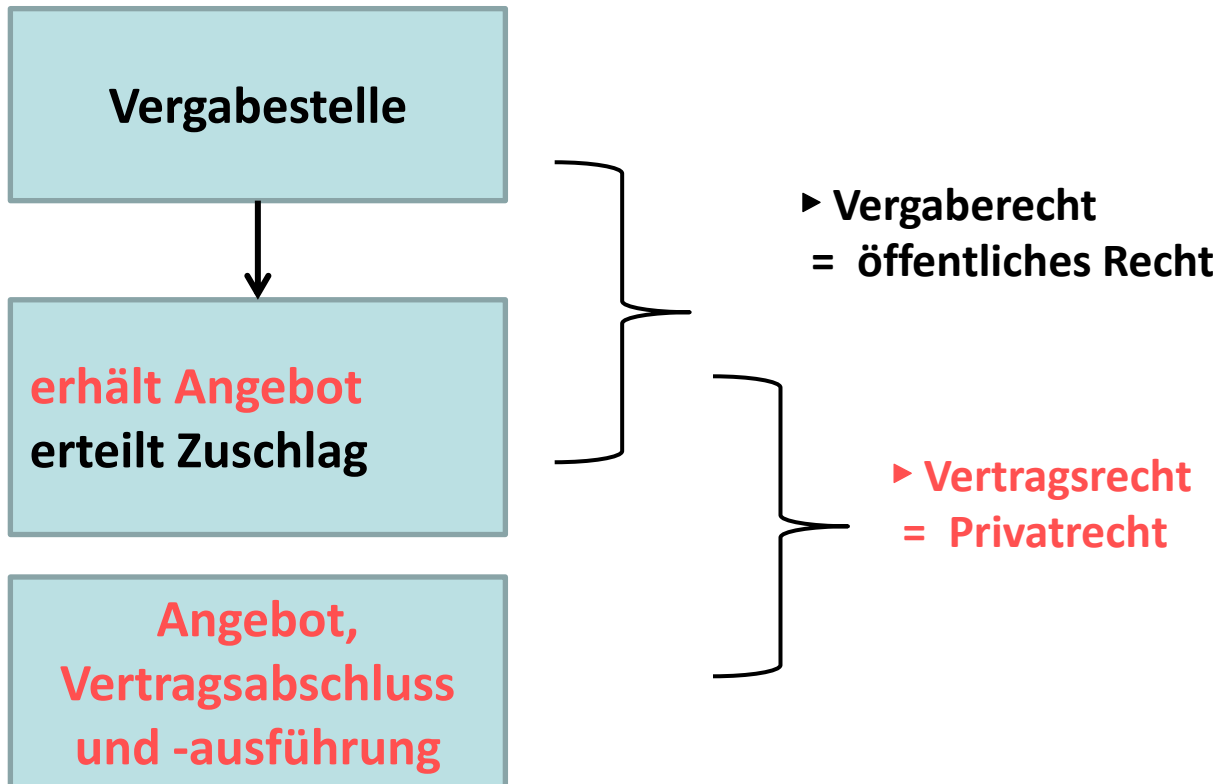 Vergabestelle
▶ Vergaberecht
= öffentliches Recht
erhält Angebot
erteilt Zuschlag
▶ Vertragsrecht
= Privatrecht
Angebot,
Vertragsabschluss
und -ausführung